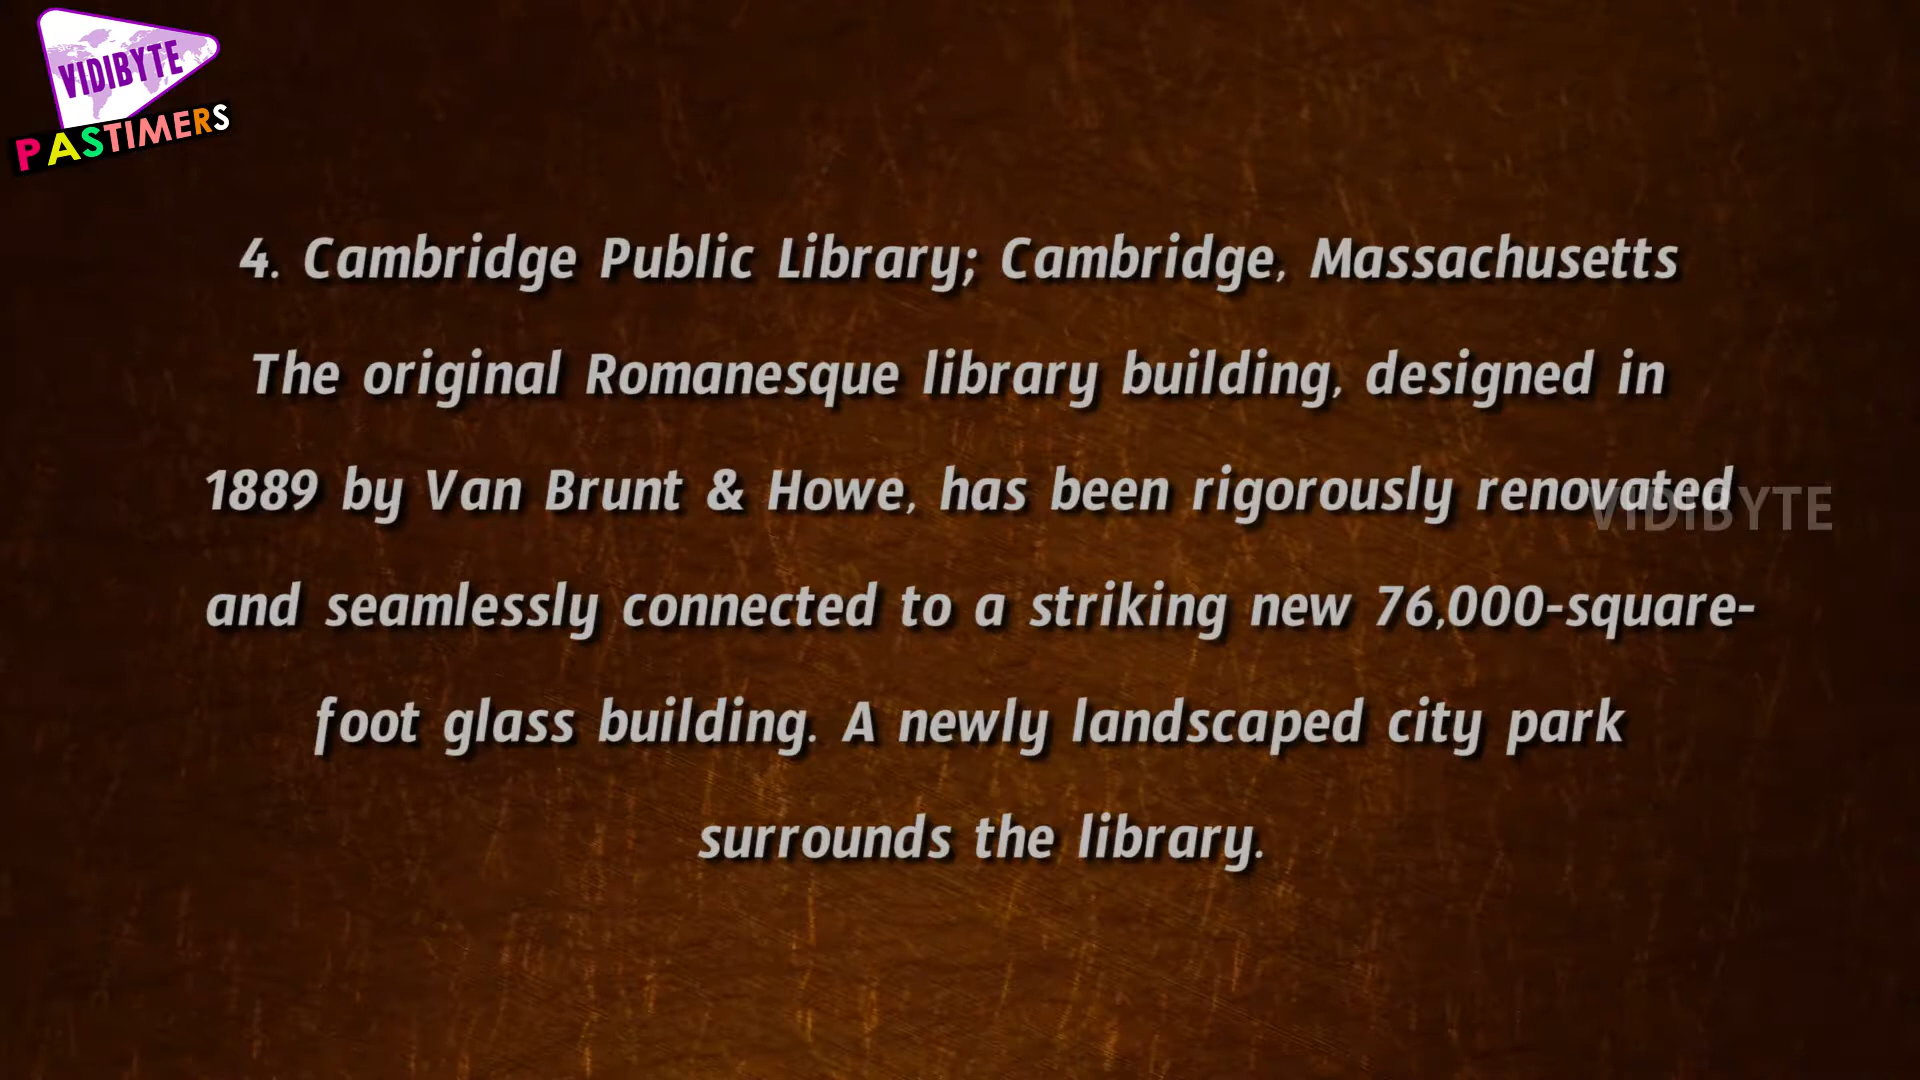 VIDIBYTE
PASTIMERS
4. Cambridge Public Library; Cambridge, Massachusetts
The original Romanesque library building, designed in
1889 by Van Brunt & Howe, has been rigorously renovated
VIDIBYTE
and seamlessly connected to a striking new 76,000-square-
foot glass building. A newly landscaped city park
surrounds the library.